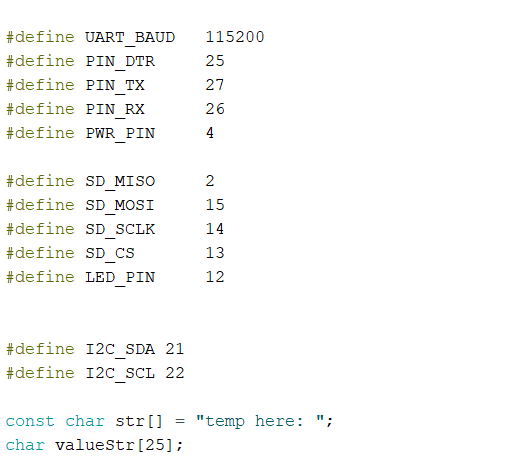 #define UART_BAUD   115200
#define PIN_DTR     25
#define PIN_TX      27
#define PIN_RX      26
#define PWR_PIN     4
#define SD_MISO     2
#define SD_MOSI     15
#define SD_SCLK     14
#define SD_CS       13
#define LED_PIN     12
#define I2C_SDA 21
#define I2C_SCL 22
const char str[] = "temp here: ";
char valueStr[25];